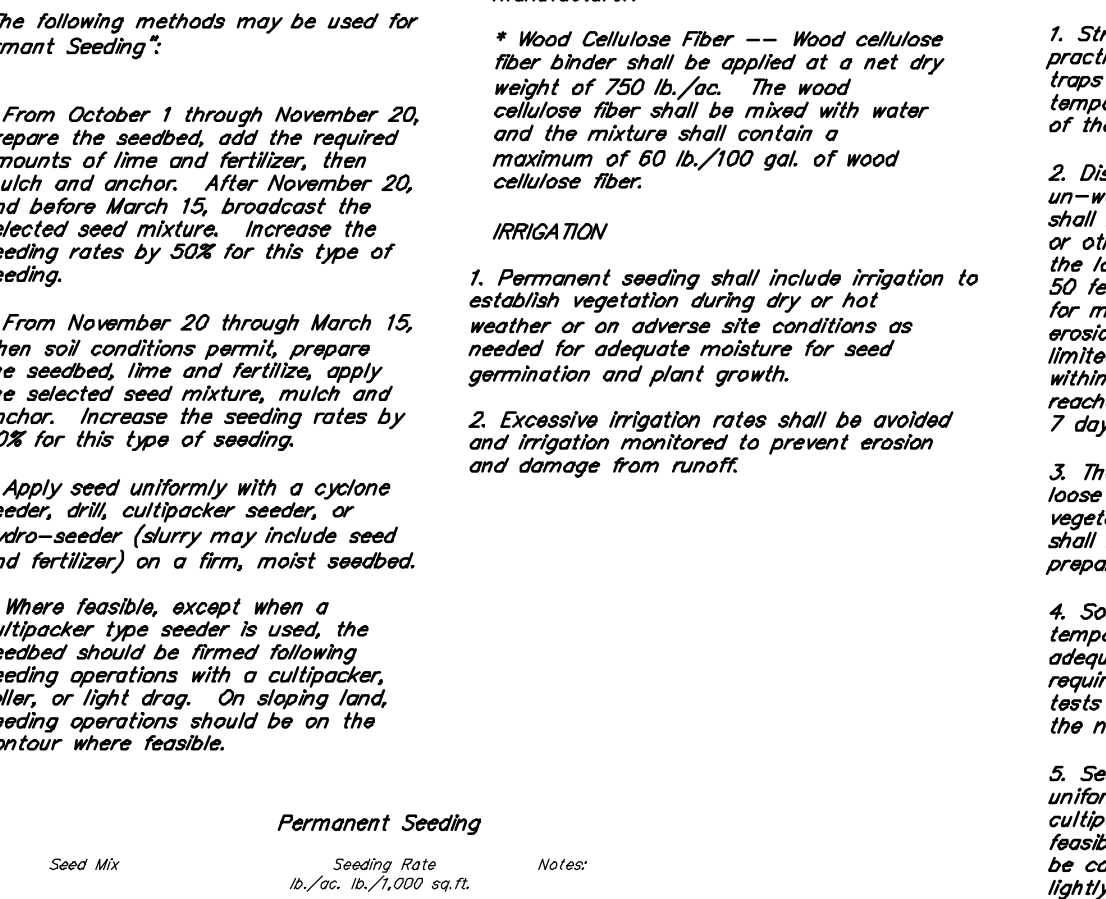 The following methods may be used for
rmant Seeding":
From October 1 through November 20,
repare the seedbed, add the required
mounts of lime and fertilizer, then
ulch and anchor.  After November 20,
nd before March 15, broadcast the
elected seed mixture.  Increase the
eeding rates by 50% for this type of
eeding.
From November 20 through March 15,
hen soil conditions permit, prepare
he seedbed, lime and fertilize, apply
he selected seed mixture, mulch and
nchor.  Increase the seeding rates by
0% for this type of seeding.
Apply seed uniformly with a cyclone
eeder, drill, cultipacker seeder, or
ydro-seeder (slurry may include seed
nd fertilizer) on a firm, moist seedbed.
Where feasible, except when a
ultipacker type seeder is used, the
eedbed should be firmed following
eeding operations with a cultipacker,
oller, or light drag.  On sloping land,
eeding operations should be on the
ontour where feasible.
* Wood Cellulose Fiber -- Wood cellulose
fiber binder shall be applied at a net dry
weight of 750 lb./ac.  The wood
cellulose fiber shall be mixed with water
and the mixture shall contain a
maximum of 60 lb./100 gal. of wood
cellulose fiber.
IRRIGATION
1. Permanent seeding shall include irrigation to
establish vegetation during dry or hot
weather or on adverse site conditions as
needed for adequate moisture for seed
germination and plant growth.
2. Excessive irrigation rates shall be avoided
and irrigation monitored to prevent erosion
and damage from runoff.
Permanent Seeding
Seed Mix
Seeding Rate
lb./ac. lb./1,000 sq.ft.
Notes:
1. Str
practi
traps
tempo
of the
2. Dis
un-w
shall
or oth
the lo
50 fe
for m
erosio
limite
within
reach
7 day
3. Th
loose
vegeta
shall
prepa
4. So
tempo
adequ
requir
tests
the n
5. Se
unifor
cultip
feasib
be co
lightly